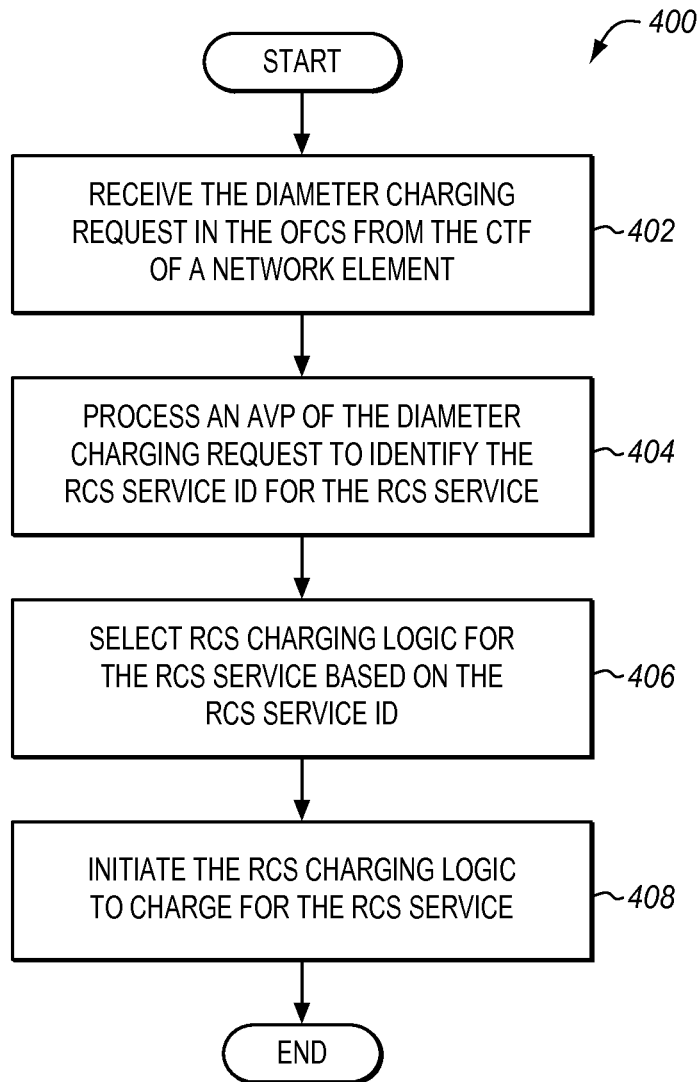 400
START
RECEIVE THE DIAMETER CHARGING
REQUEST IN THE OFCS FROM THE CTF
OF A NETWORK ELEMENT
402
PROCESS AN AVP OF THE DIAMETER
CHARGING REQUEST TO IDENTIFY THE
RCS SERVICE ID FOR THE RCS SERVICE
404
SELECT RCS CHARGING LOGIC FOR
THE RCS SERVICE BASED ON THE
RCS SERVICE ID
406
INITIATE THE RCS CHARGING LOGIC
TO CHARGE FOR THE RCS SERVICE
408
END